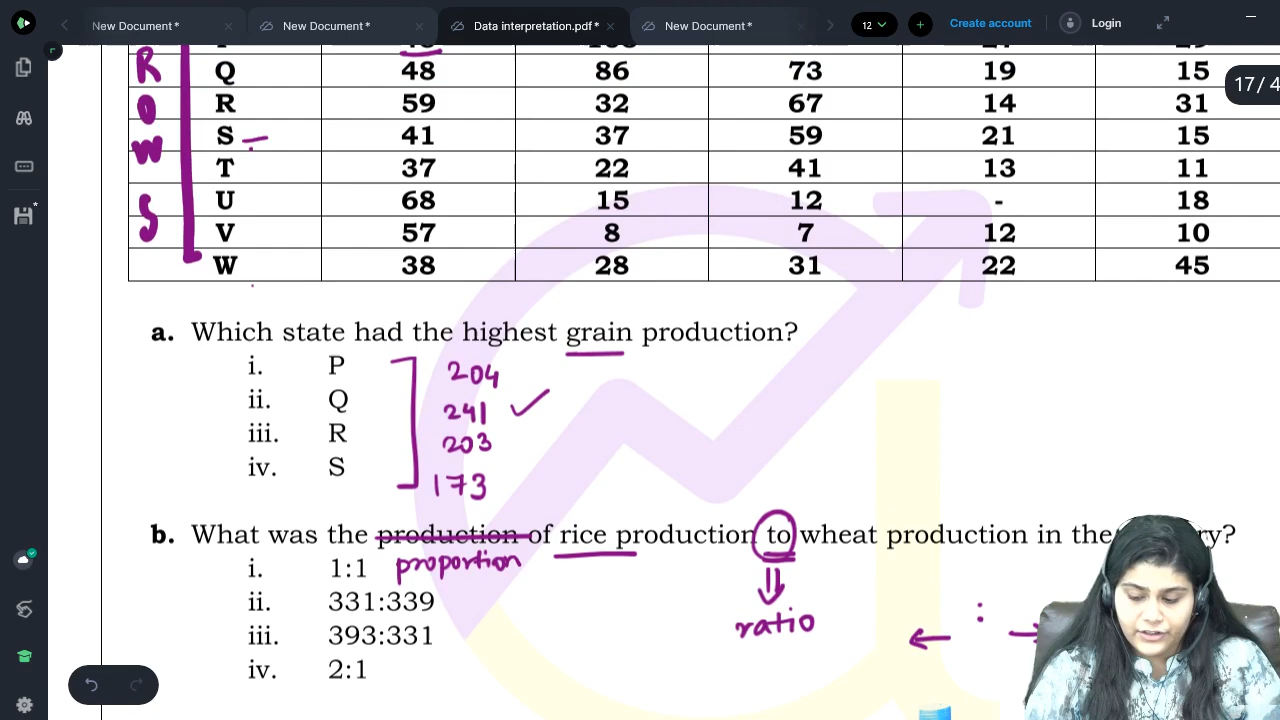 New Document* New Document* Data interpretation.pdf* New Document* 12 Create account Login
17/ 4
R
O
W
S
Q 48 86 73 19 15
R 59 32 67 14 31
S 41 37 59 21 15
T 37 22 41 13 11
U 68 15 12 - 18
V 57 8 7 12 10
W 38 28 31 22 45
a. Which state had the highest grain production?
i. P 204
ii. Q 241
iii. R 203
iv. S 173
b. What was the production of rice production to wheat production in the
i. 1:1 proportion
ii. 331:339
ratio :
iii. 393:331
iv. 2:1